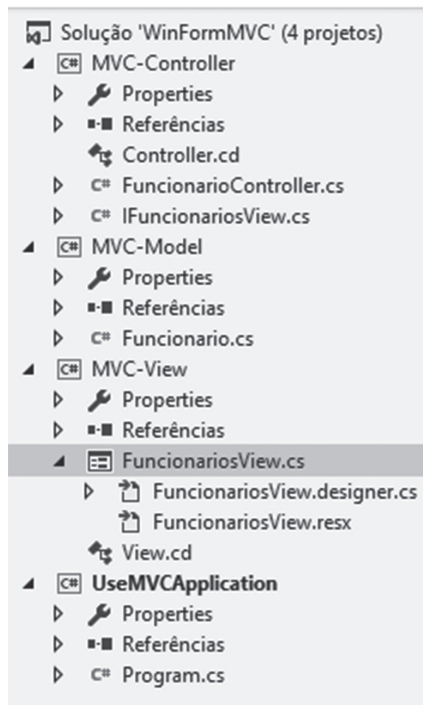 Solução 'WinFormMVC' (4 projetos)
C# MVC-Controller
Properties
Referências
Controller.cd
C# FuncionarioController.cs
C# IFuncionariosView.cs
C# MVC-Model
Properties
Referências
C# Funcionario.cs
C# MVC-View
Properties
Referências
FuncionariosView.cs
FuncionariosView.designer.cs
FuncionariosView.resx
View.cd
C# UseMVCApplication
Properties
Referências
C# Program.cs